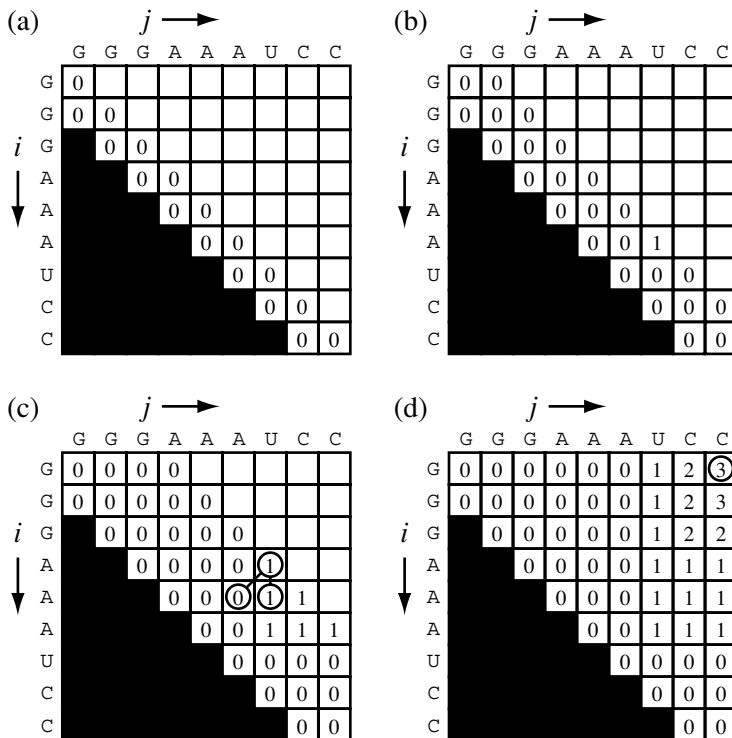 (a) j
G G G A A A U C C
G 0
G 0 0
i G 0 0
A 0 0
A 0 0
A 0 0
U 0 0
C 0 0
C 0 0
(b) j
G G G A A A U C C
G 0 0
G 0 0 0
i G 0 0 0
A 0 0 0
A 0 0 0
A 0 0 1
U 0 0 0
C 0 0 0
C 0 0
(c) j
G G G A A A U C C
G 0 0 0 0
G 0 0 0 0 0
i G 0 0 0 0 0
A 0 0 0 0 1
A 0 0 0 1 1
A 0 0 1 1 1
U 0 0 0 0
C 0 0 0
C 0 0
(d) j
G G G A A A U C C
G 0 0 0 0 0 0 1 2 3
G 0 0 0 0 0 0 1 2 3
i G 0 0 0 0 0 1 2 2
A 0 0 0 0 1 1 1
A 0 0 0 1 1 1
A 0 0 1 1 1
U 0 0 0 0
C 0 0 0
C 0 0